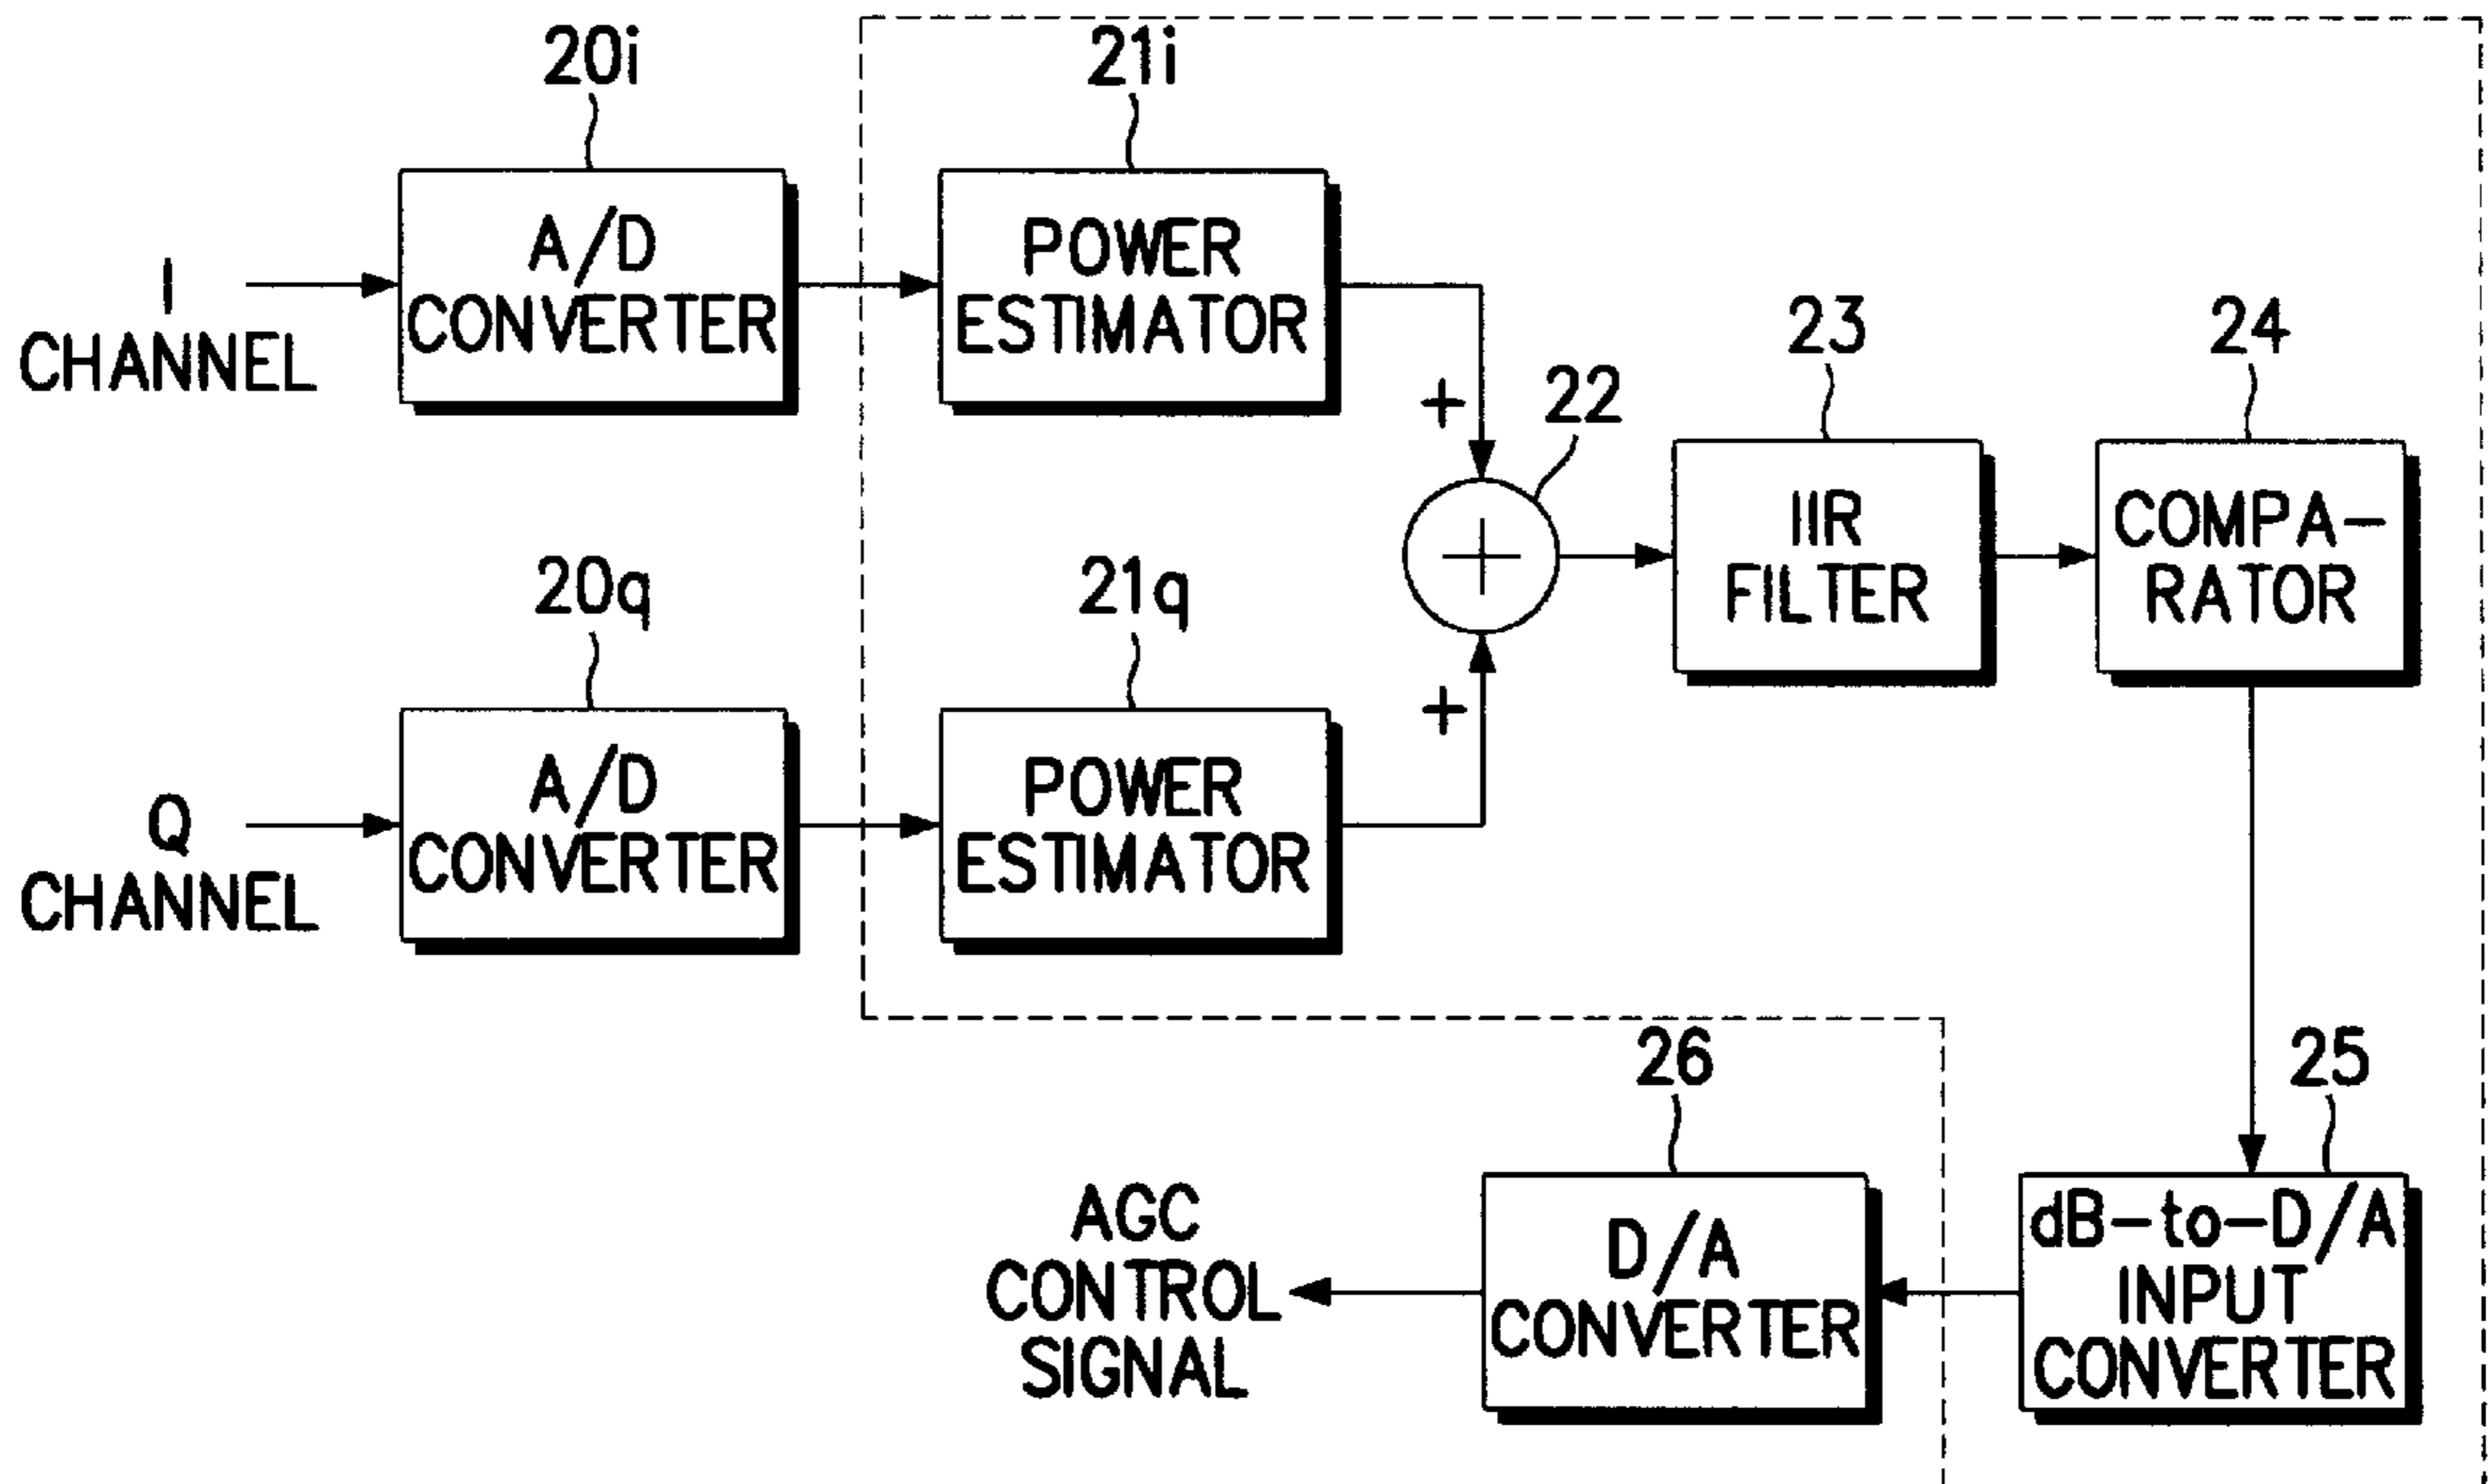 20i
21i
I
CHANNEL
A/D
CONVERTER
POWER
ESTIMATOR
+
22
23
24
IIR
FILTER
COMPA-
RATOR
20q
21q
Q
CHANNEL
A/D
CONVERTER
POWER
ESTIMATOR
+
26
25
AGC
CONTROL
SIGNAL
D/A
CONVERTER
dB-to-D/A
INPUT
CONVERTER